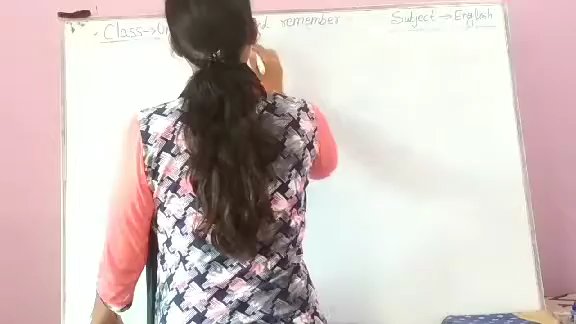 Class → remember Subject → English